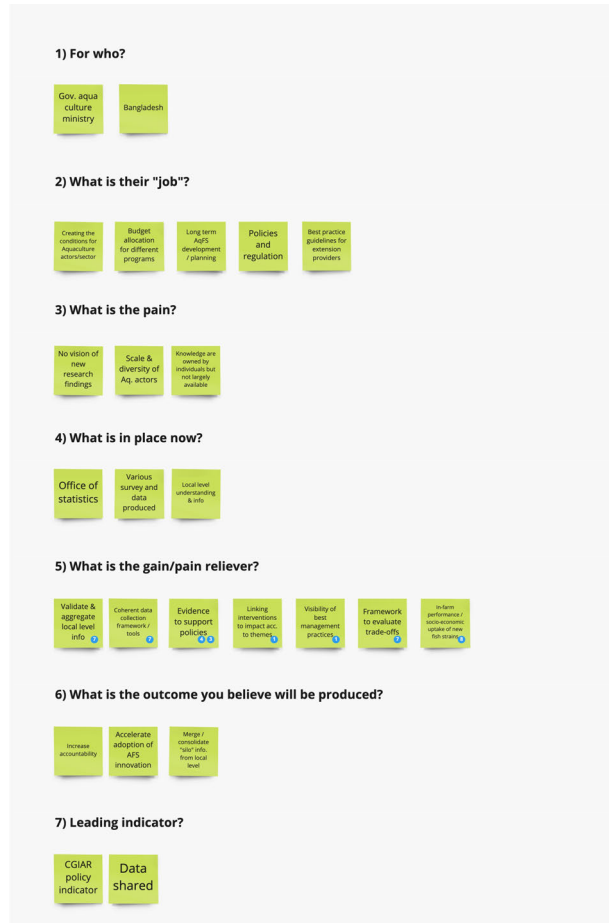 1) For who?
Gov. aqua
culture
ministry
Bangladesh
2) What is their "job"?
Creating the
conditions for
Aquaculture
actors/sector
Budget
allocation
for different
programs
Long term
AqFS
development
/ planning
Policies
and
regulation
Best practice
guidelines for
extension
providers
3) What is the pain?
No vision of
new
research
findings
Scale &
diversity of
Aq. actors
Knowledge are
owned by
individuals but
not largely
available
4) What is in place now?
Office of
statistics
Various
survey and
data
produced
Local level
understanding
& info
5) What is the gain/pain reliever?
Validate &
aggregate
local level
info
7
Coherent data
collection
framework /
tools
7
Evidence
to support
policies
4 3
Linking
interventions
to impact acc.
to themes
1
Visibility of
best
management
practices
1
Framework
to evaluate
trade-offs
7
In-farm
performance /
socio-economic
uptake of new
fish strains
6) What is the outcome you believe will be produced?
Increase
accountability
Accelerate
adoption of
AFS
innovation
Merge /
consolidate
"silo" info.
from local
level
7) Leading indicator?
CGIAR
policy
indicator
Data
shared